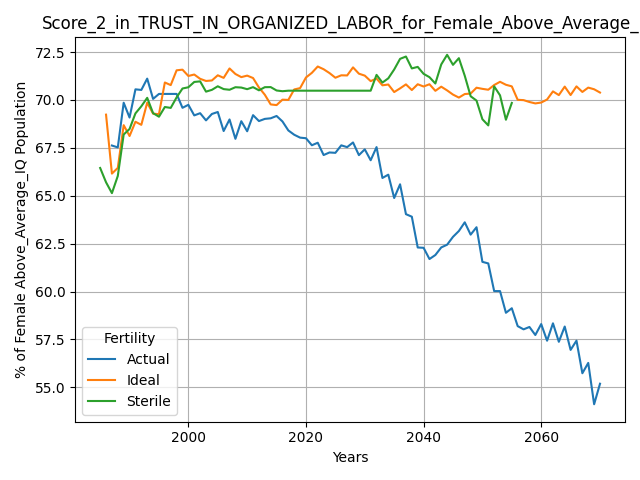 Score_2_in_TRUST_IN_ORGANIZED_LABOR_for_Female_Above_Average_
% of Female Above_Average_IQ Population
72.5
70.0
67.5
65.0
62.5
60.0
57.5
55.0
Fertility
Actual
Ideal
Sterile
2000
2020
2040
2060
Years